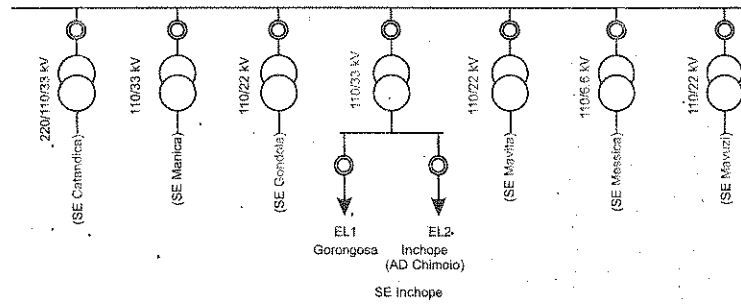 220/110/33 kV
110/33 kV
110/22 kV
110/33 kV
110/22 kV
110/6,6 kV
110/22 kV
(SE Catandica)
(SE Manica)
(SE Gondola)
(SE Mavita)
(SE Messica)
(SE Mavuzi)
EL1
Gorongosa
EL2
Inchope
(AD Chimoio)
SE Inchope